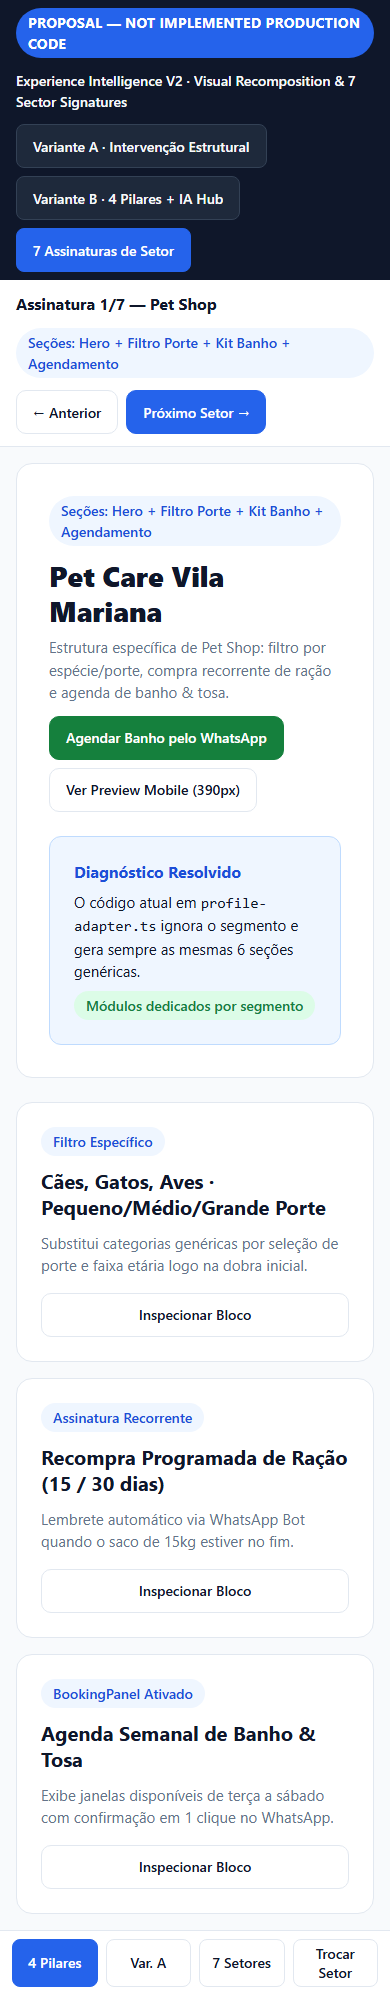 PROPOSAL — NOT IMPLEMENTED PRODUCTION
CODE
Experience Intelligence V2 · Visual Recomposition & 7
Sector Signatures
Variante A · Intervenção Estrutural
Variante B · 4 Pilares + IA Hub
7 Assinaturas de Setor
Assinatura 1/7 — Pet Shop
Seções: Hero + Filtro Porte + Kit Banho +
Agendamento
← Anterior
Próximo Setor →
Seções: Hero + Filtro Porte + Kit Banho +
Agendamento
Pet Care Vila
Mariana
Estrutura específica de Pet Shop: filtro por
espécie/porte, compra recorrente de ração
e agenda de banho & tosa.
Agendar Banho pelo WhatsApp
Ver Preview Mobile (390px)
Diagnóstico Resolvido
O código atual em profile-
adapter.ts ignora o segmento e
gera sempre as mesmas 6 seções
genéricas.
Módulos dedicados por segmento
Filtro Específico
Cães, Gatos, Aves ·
Pequeno/Médio/Grande Porte
Substitui categorias genéricas por seleção de
porte e faixa etária logo na dobra inicial.
Inspecionar Bloco
Assinatura Recorrente
Recompra Programada de Ração
(15 / 30 dias)
Lembrete automático via WhatsApp Bot
quando o saco de 15kg estiver no fim.
Inspecionar Bloco
BookingPanel Ativado
Agenda Semanal de Banho &
Tosa
Exibe janelas disponíveis de terça a sábado
com confirmação em 1 clique no WhatsApp.
Inspecionar Bloco
4 Pilares
Var. A
7 Setores
Trocar
Setor